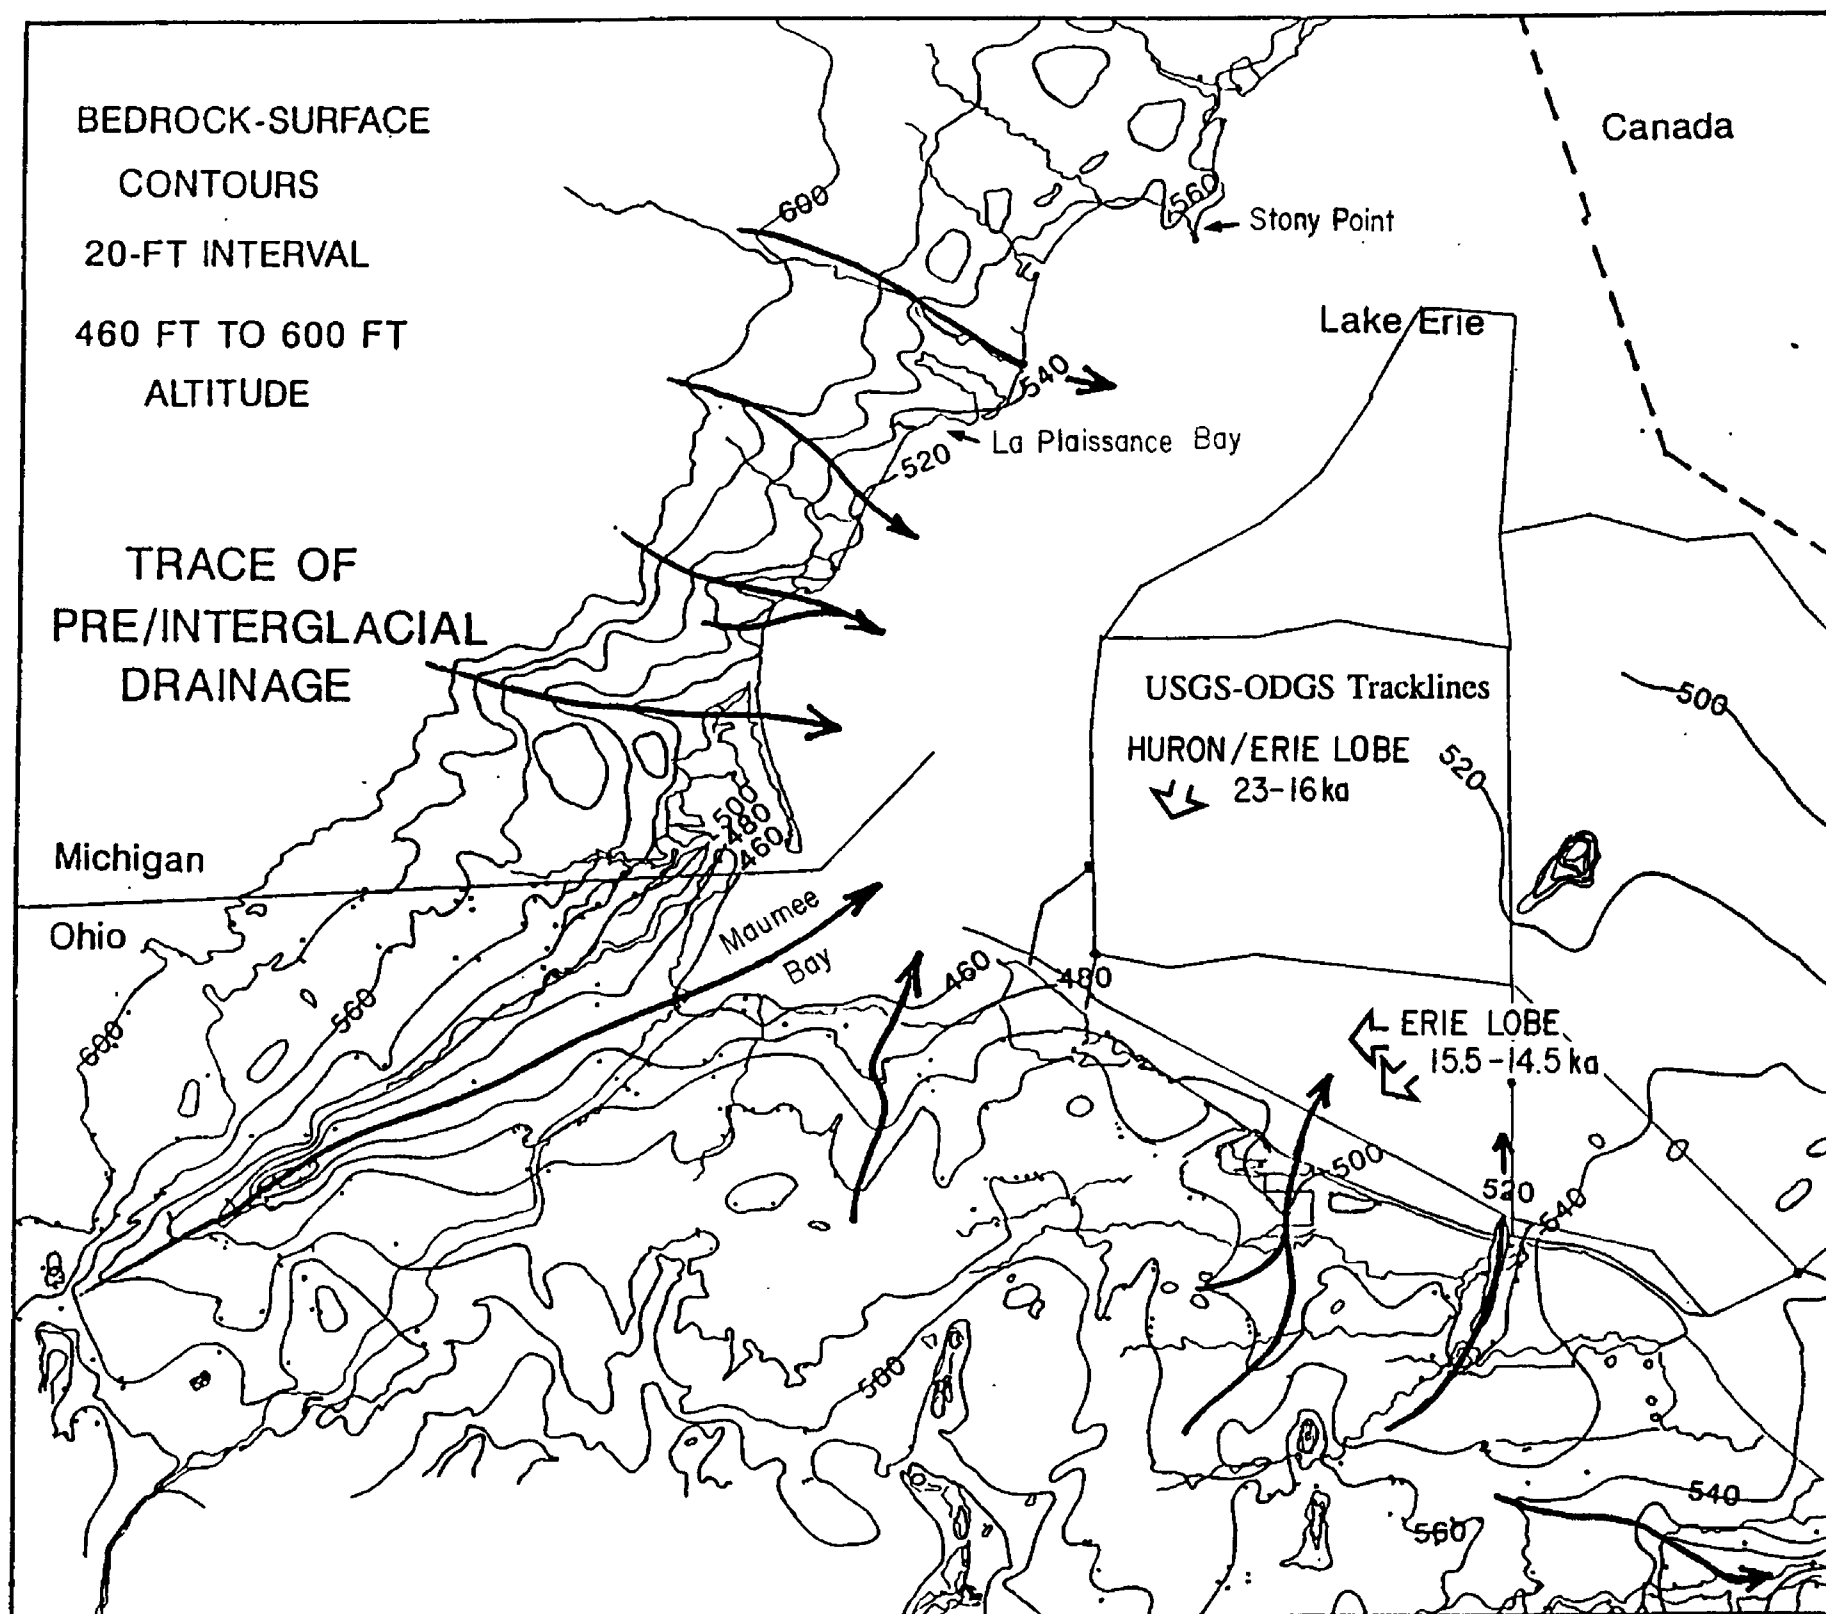 BEDROCK-SURFACE
CONTOURS
20-FT INTERVAL
460 FT TO 600 FT
ALTITUDE
Canada
600
560
Stony Point
Lake Erie
540
La Plaissance Bay
520
TRACE OF
PRE/INTERGLACIAL
DRAINAGE
USGS-ODGS Tracklines
HURON/ERIE LOBE
23-16 ka
520
500
500
480
460
Michigan
Ohio
Maumee
Bay
460
480
560
600
ERIE LOBE
15.5-14.5 ka
500
520
540
540
560